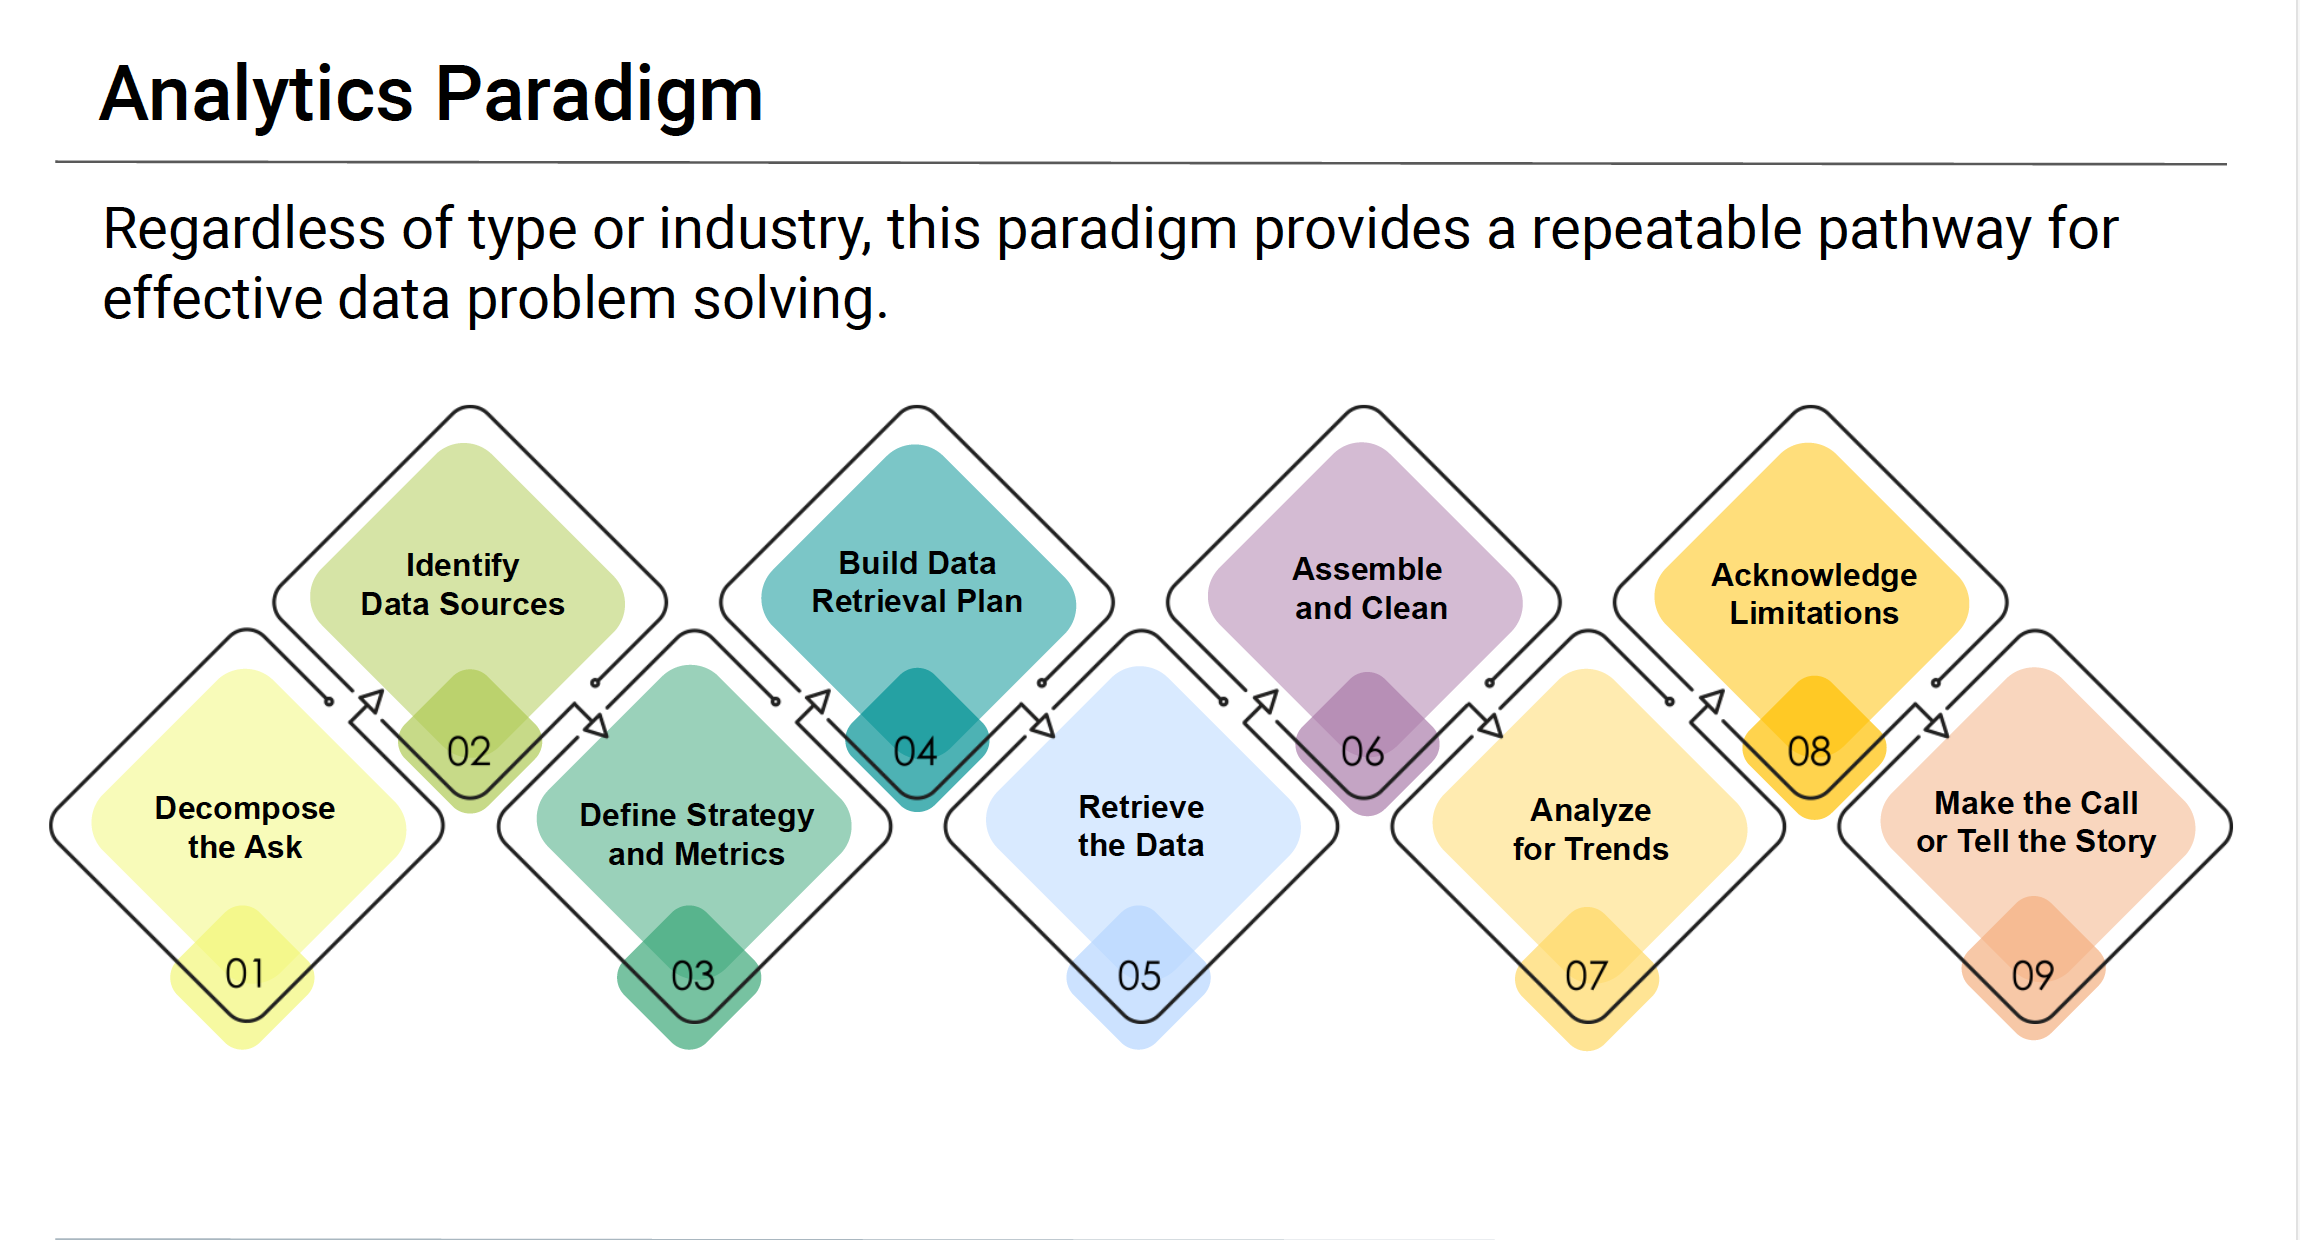 Analytics Paradigm
Regardless of type or industry, this paradigm provides a repeatable pathway for
effective data problem solving.
Decompose
the Ask
01
Identify
Data Sources
02
Define Strategy
and Metrics
03
Build Data
Retrieval Plan
04
Retrieve
the Data
05
Assemble
and Clean
06
Analyze
for Trends
07
Acknowledge
Limitations
08
Make the Call
or Tell the Story
09